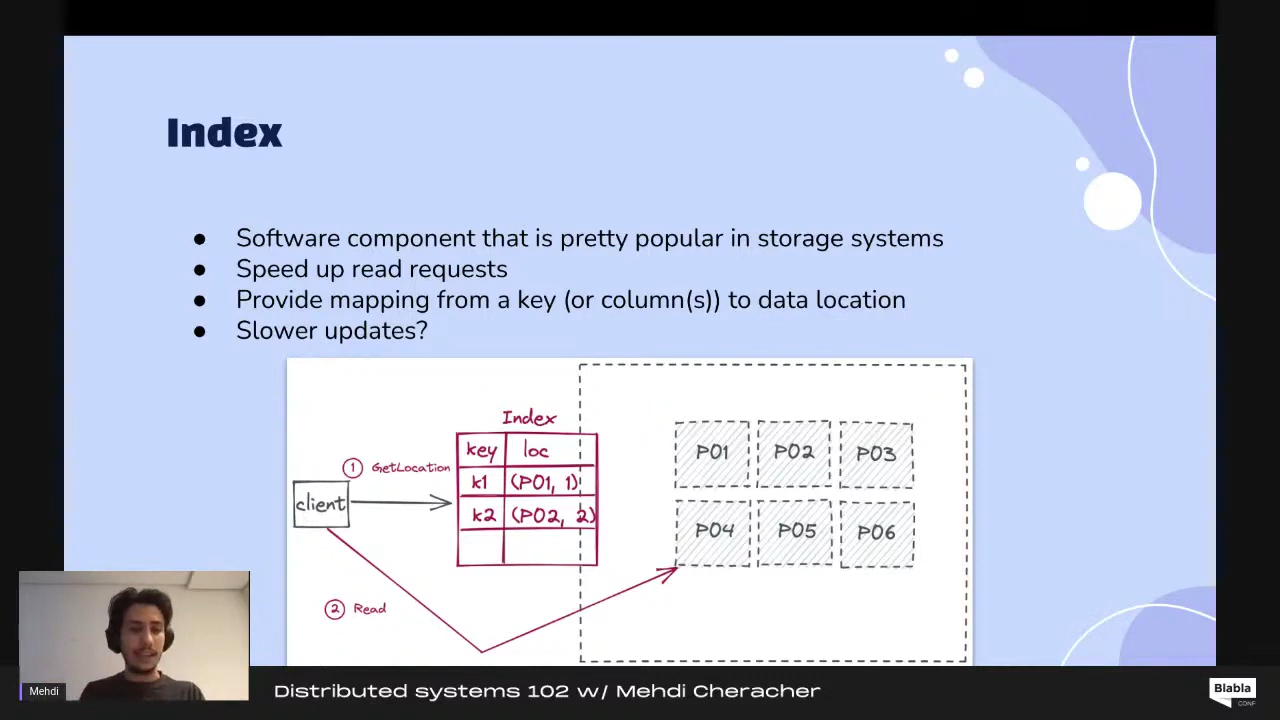 Index
● Software component that is pretty popular in storage systems
● Speed up read requests
● Provide mapping from a key (or column(s)) to data location
● Slower updates?
Index
key loc
① GetLocation
k1 (P01, 1)
client
k2 (P02, 2)
P01 P02 P03
P04 P05 P06
② Read
Mehdi
Distributed systems 102 w/ Mehdi Cheracher
Blabla
CONF